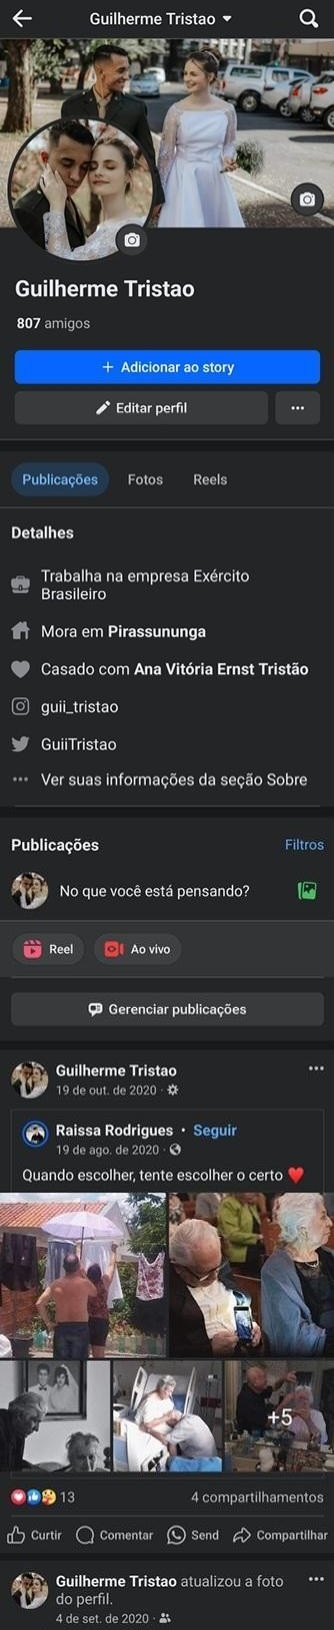 Guilherme Tristao
Guilherme Tristao
807 amigos
+ Adicionar ao story
Editar perfil
Publicações Fotos Reels
Detalhes
Trabalha na empresa Exército
Brasileiro
Mora em Pirassununga
Casado com Ana Vitória Ernst Tristão
guii_tristao
GuiiTristao
Ver suas informações da seção Sobre
Publicações Filtros
No que você está pensando?
Reel Ao vivo
Gerenciar publicações
Guilherme Tristao
19 de out. de 2020 ·
Raissa Rodrigues • Seguir
19 de ago. de 2020 ·
Quando escolher, tente escolher o certo ❤️
+5
13 4 compartilhamentos
Curtir Comentar Send Compartilhar
Guilherme Tristao atualizou a foto
do perfil.
4 de set. de 2020 ·